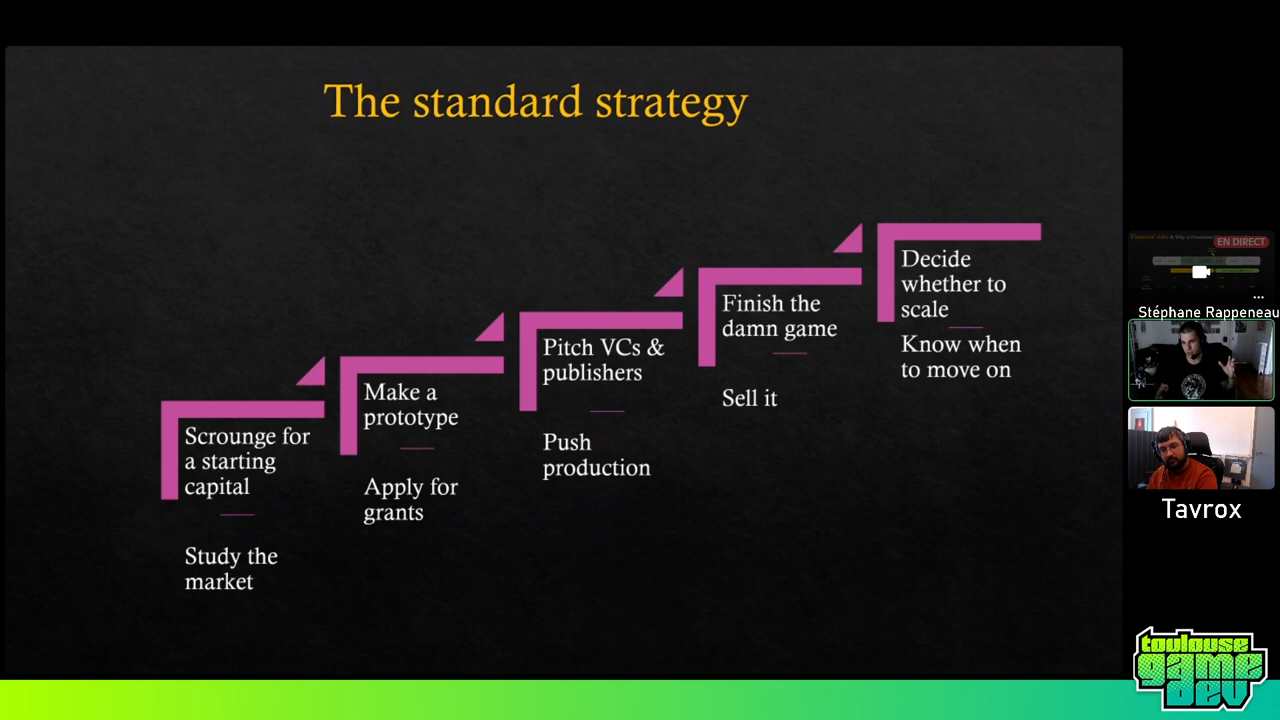 The standard strategy
Scrounge for
a starting
capital
Study the
market
Make a
prototype
Apply for
grants
Pitch VCs &
publishers
Push
production
Finish the
damn game
Sell it
Decide
whether to
scale
Know when
to move on
EN DIRECT
Stéphane Rappeneau
Tavrox
toulouse
game
dev